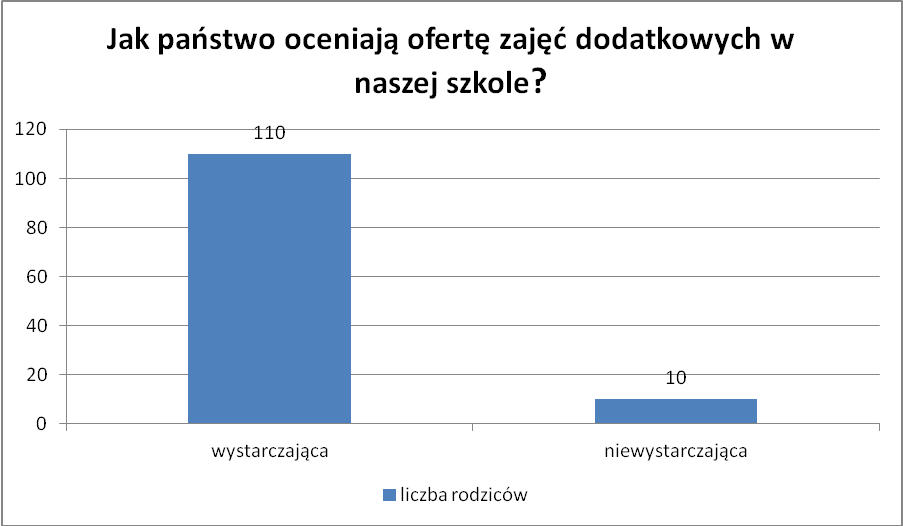 Jak państwo oceniają ofertę zajęć dodatkowych w
naszej szkole?
120
100
80
60
40
20
0
110
10
wystarczająca
niewystarczająca
liczba rodziców